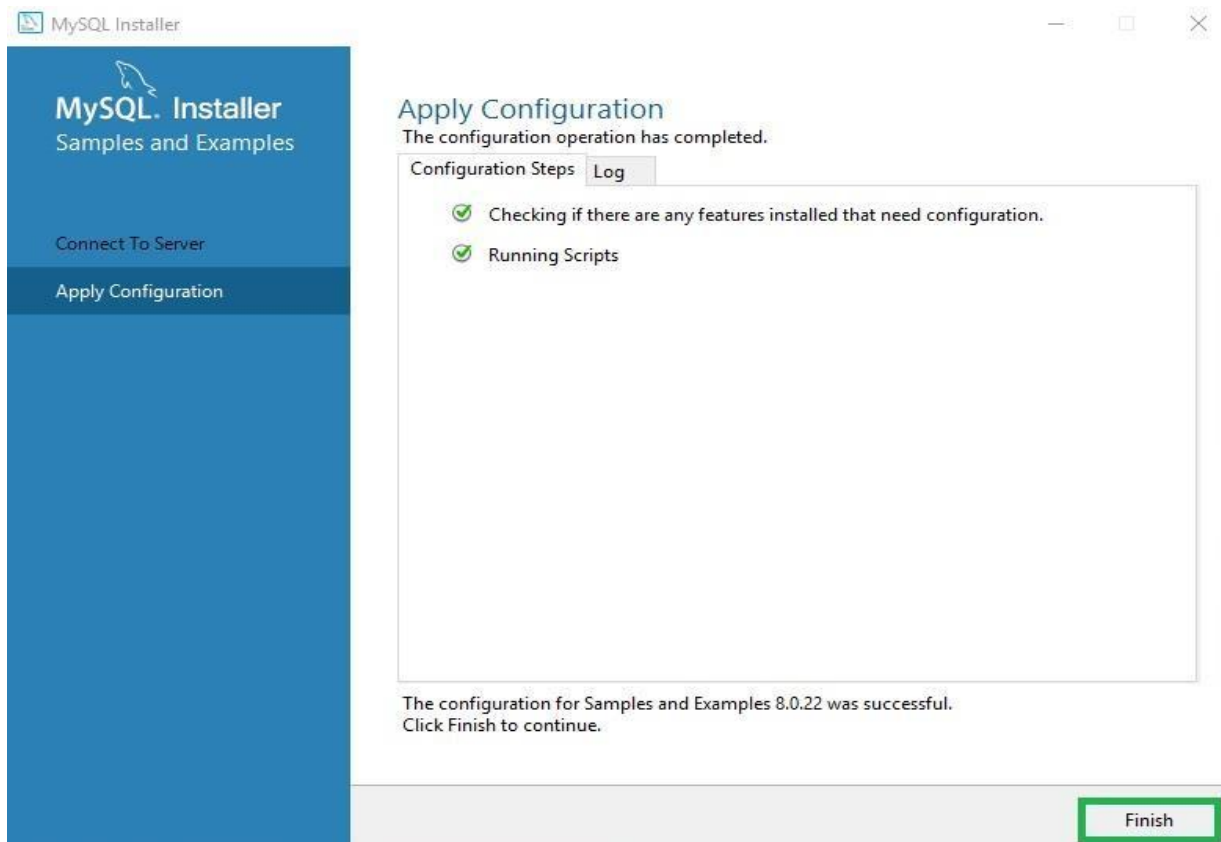 MySQL Installer
MySQL. Installer
Samples and Examples
Connect To Server
Apply Configuration
Apply Configuration
The configuration operation has completed.
Configuration Steps Log
Checking if there are any features installed that need configuration.
Running Scripts
The configuration for Samples and Examples 8.0.22 was successful.
Click Finish to continue.
Finish